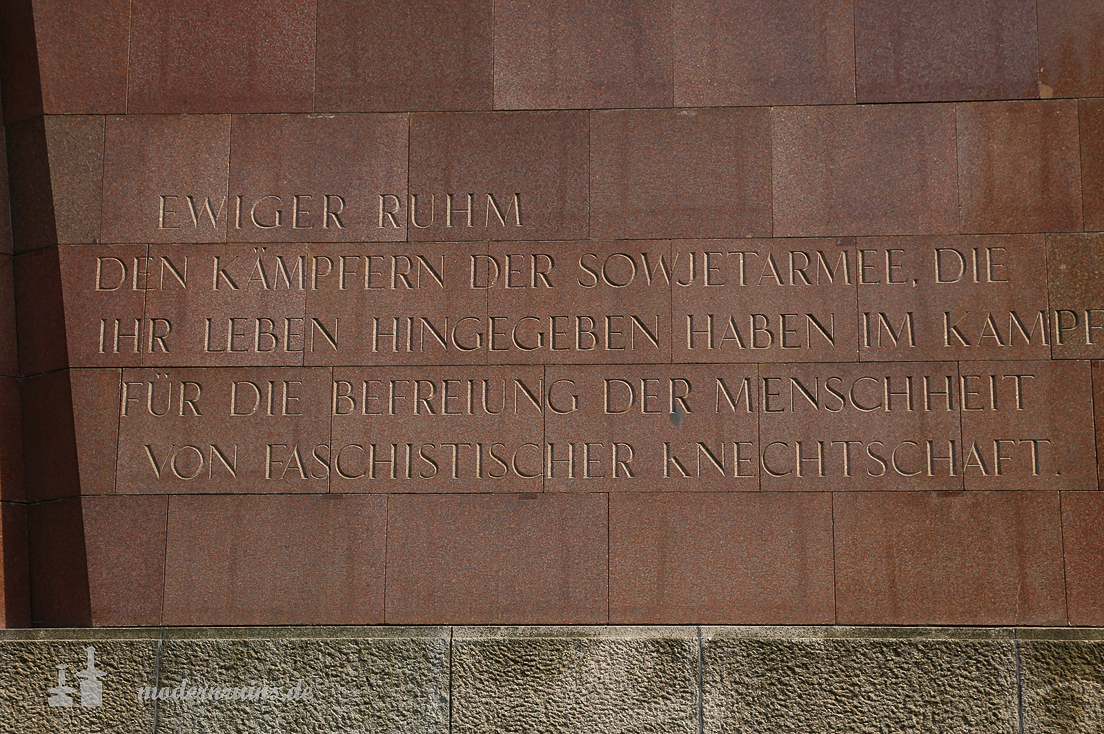 EWIGER RUHM
DEN KÄMPFERN DER SOWJETARMEE, DIE
IHR LEBEN HINGEGEBEN HABEN IM KAMPF
FÜR DIE BEFREIUNG DER MENSCHHEIT
VON FASCHISTISCHER KNECHTSCHAFT.
modernruins.de